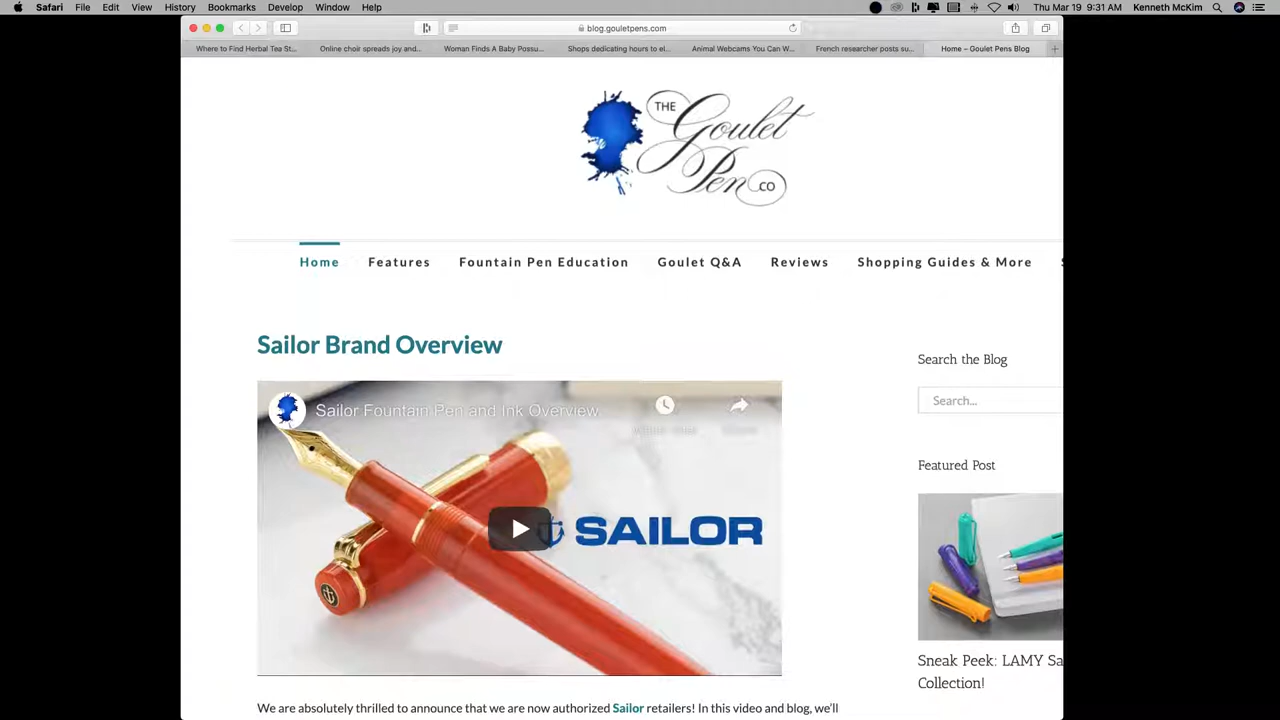 Safari File Edit View History Bookmarks Develop Window Help Thu Mar 19 9:31 AM Kenneth McKim
blog.gouletpens.com
Where to Find Herbal Tea St... Online choir spreads joy and... Woman Finds A Baby Possu... Shops dedicating hours to el... Animal Webcams You Can W... French researcher posts su... Home – Goulet Pens Blog
THE Goulet
Pen CO
Home Features Fountain Pen Education Goulet Q&A Reviews Shopping Guides & More
Sailor Brand Overview
Search the Blog
Search...
Sailor Fountain Pen and Ink Overview
SAILOR
Featured Post
Sneak Peek: LAMY Sa
Collection!
We are absolutely thrilled to announce that we are now authorized Sailor retailers! In this video and blog, we'll